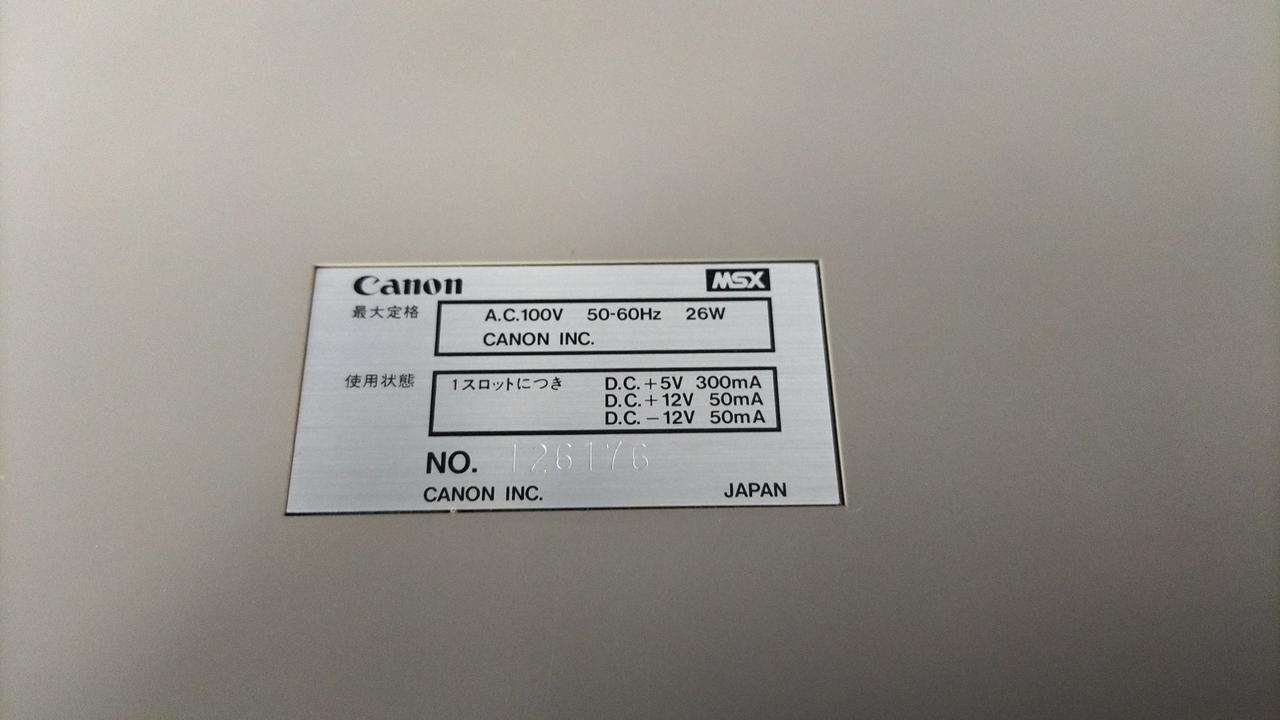 Canon MSX
最大定格 A.C.100V 50-60Hz 26W
CANON INC.
使用状態 1スロットにつき D.C.+5V 300mA
D.C.+12V 50mA
D.C.−12V 50mA
NO. 126176
CANON INC. JAPAN